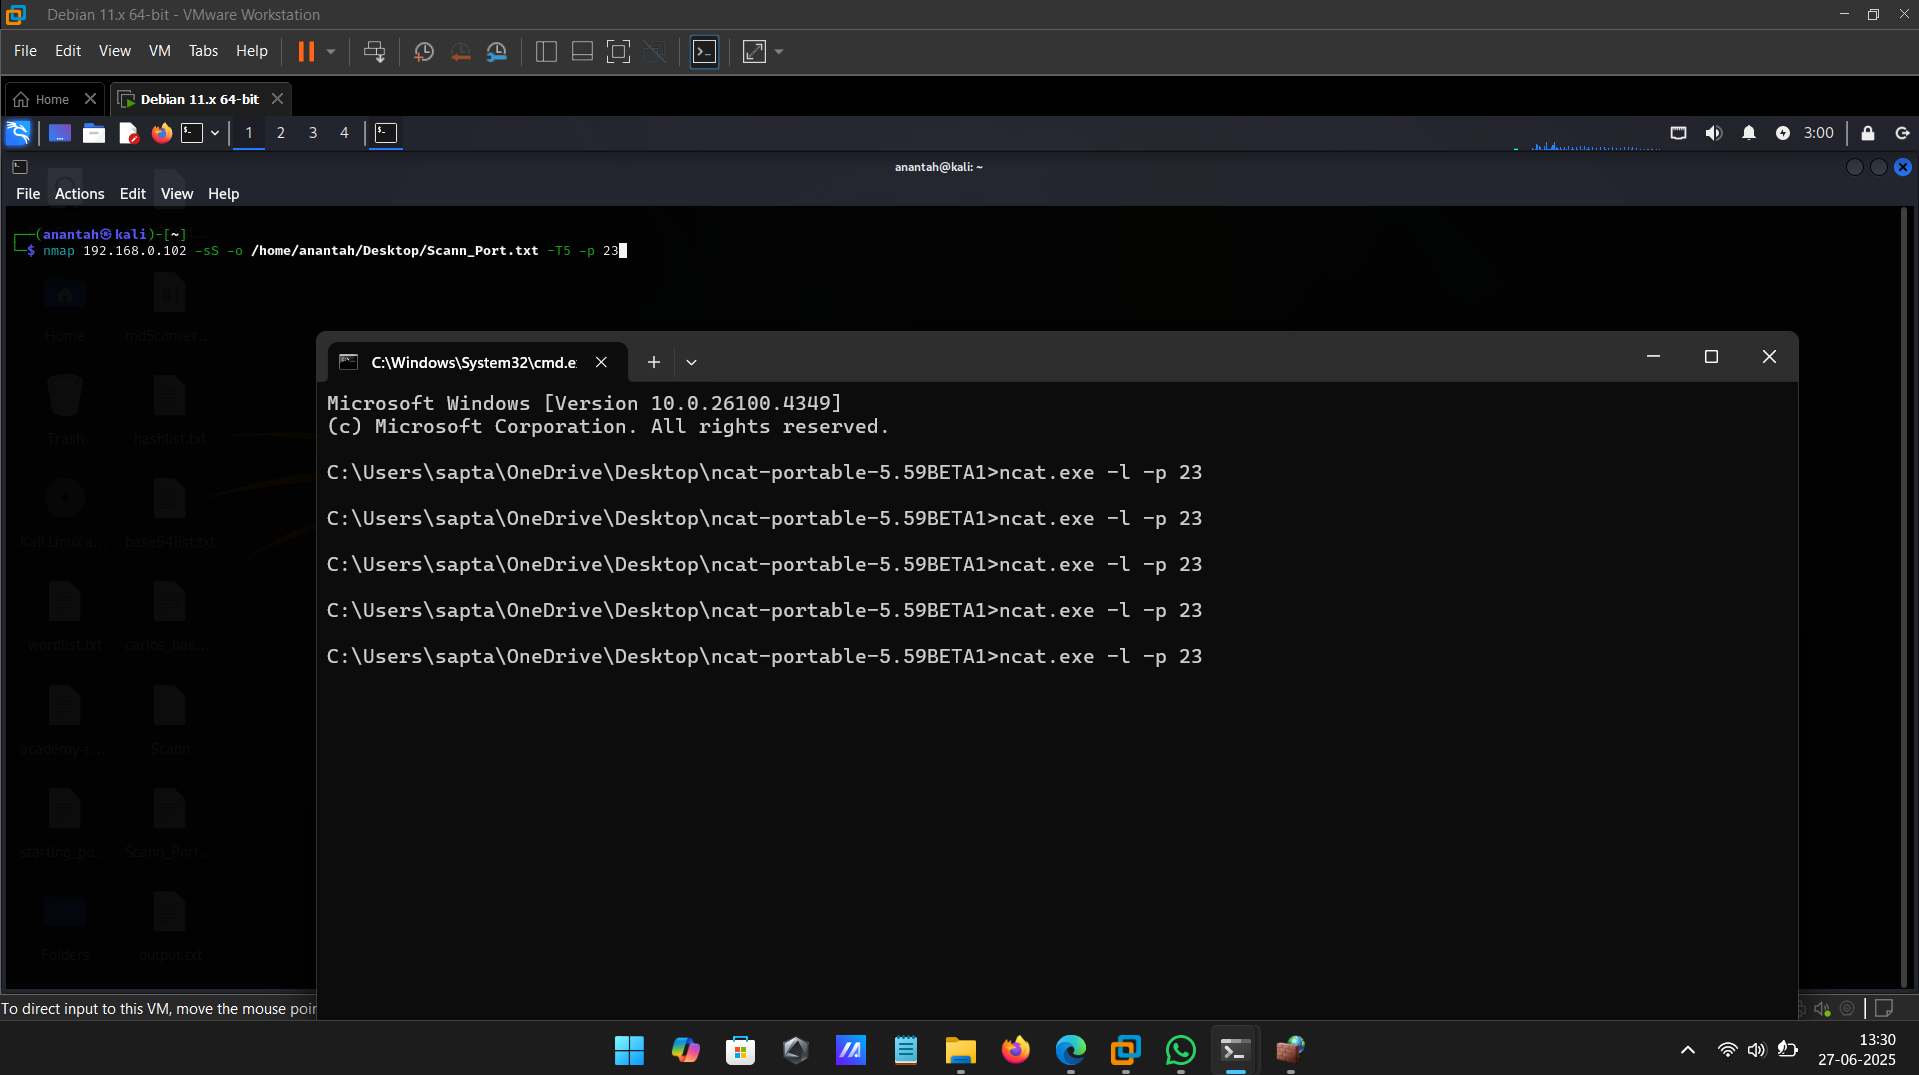 Debian 11.x 64-bit - VMware Workstation
File Edit View VM Tabs Help
Home
Debian 11.x 64-bit
1 2 3 4
3:00
anantah@kali: ~
File Actions Edit View Help
(anantah㉿kali)-[~]
$ nmap 192.168.0.102 -sS -o /home/anantah/Desktop/Scann_Port.txt -T5 -p 23
Home md5conver...
Trash hashlist.txt
Kali Linux a... base64list.txt
wordlist.txt carlos_has...
academy-r... Scann
starting_po... Scann_Port...
Folders output.txt
C:\Windows\System32\cmd.e
Microsoft Windows [Version 10.0.26100.4349]
(c) Microsoft Corporation. All rights reserved.
C:\Users\sapta\OneDrive\Desktop\ncat-portable-5.59BETA1>ncat.exe -l -p 23
C:\Users\sapta\OneDrive\Desktop\ncat-portable-5.59BETA1>ncat.exe -l -p 23
C:\Users\sapta\OneDrive\Desktop\ncat-portable-5.59BETA1>ncat.exe -l -p 23
C:\Users\sapta\OneDrive\Desktop\ncat-portable-5.59BETA1>ncat.exe -l -p 23
C:\Users\sapta\OneDrive\Desktop\ncat-portable-5.59BETA1>ncat.exe -l -p 23
To direct input to this VM, move the mouse poin
13:30
27-06-2025